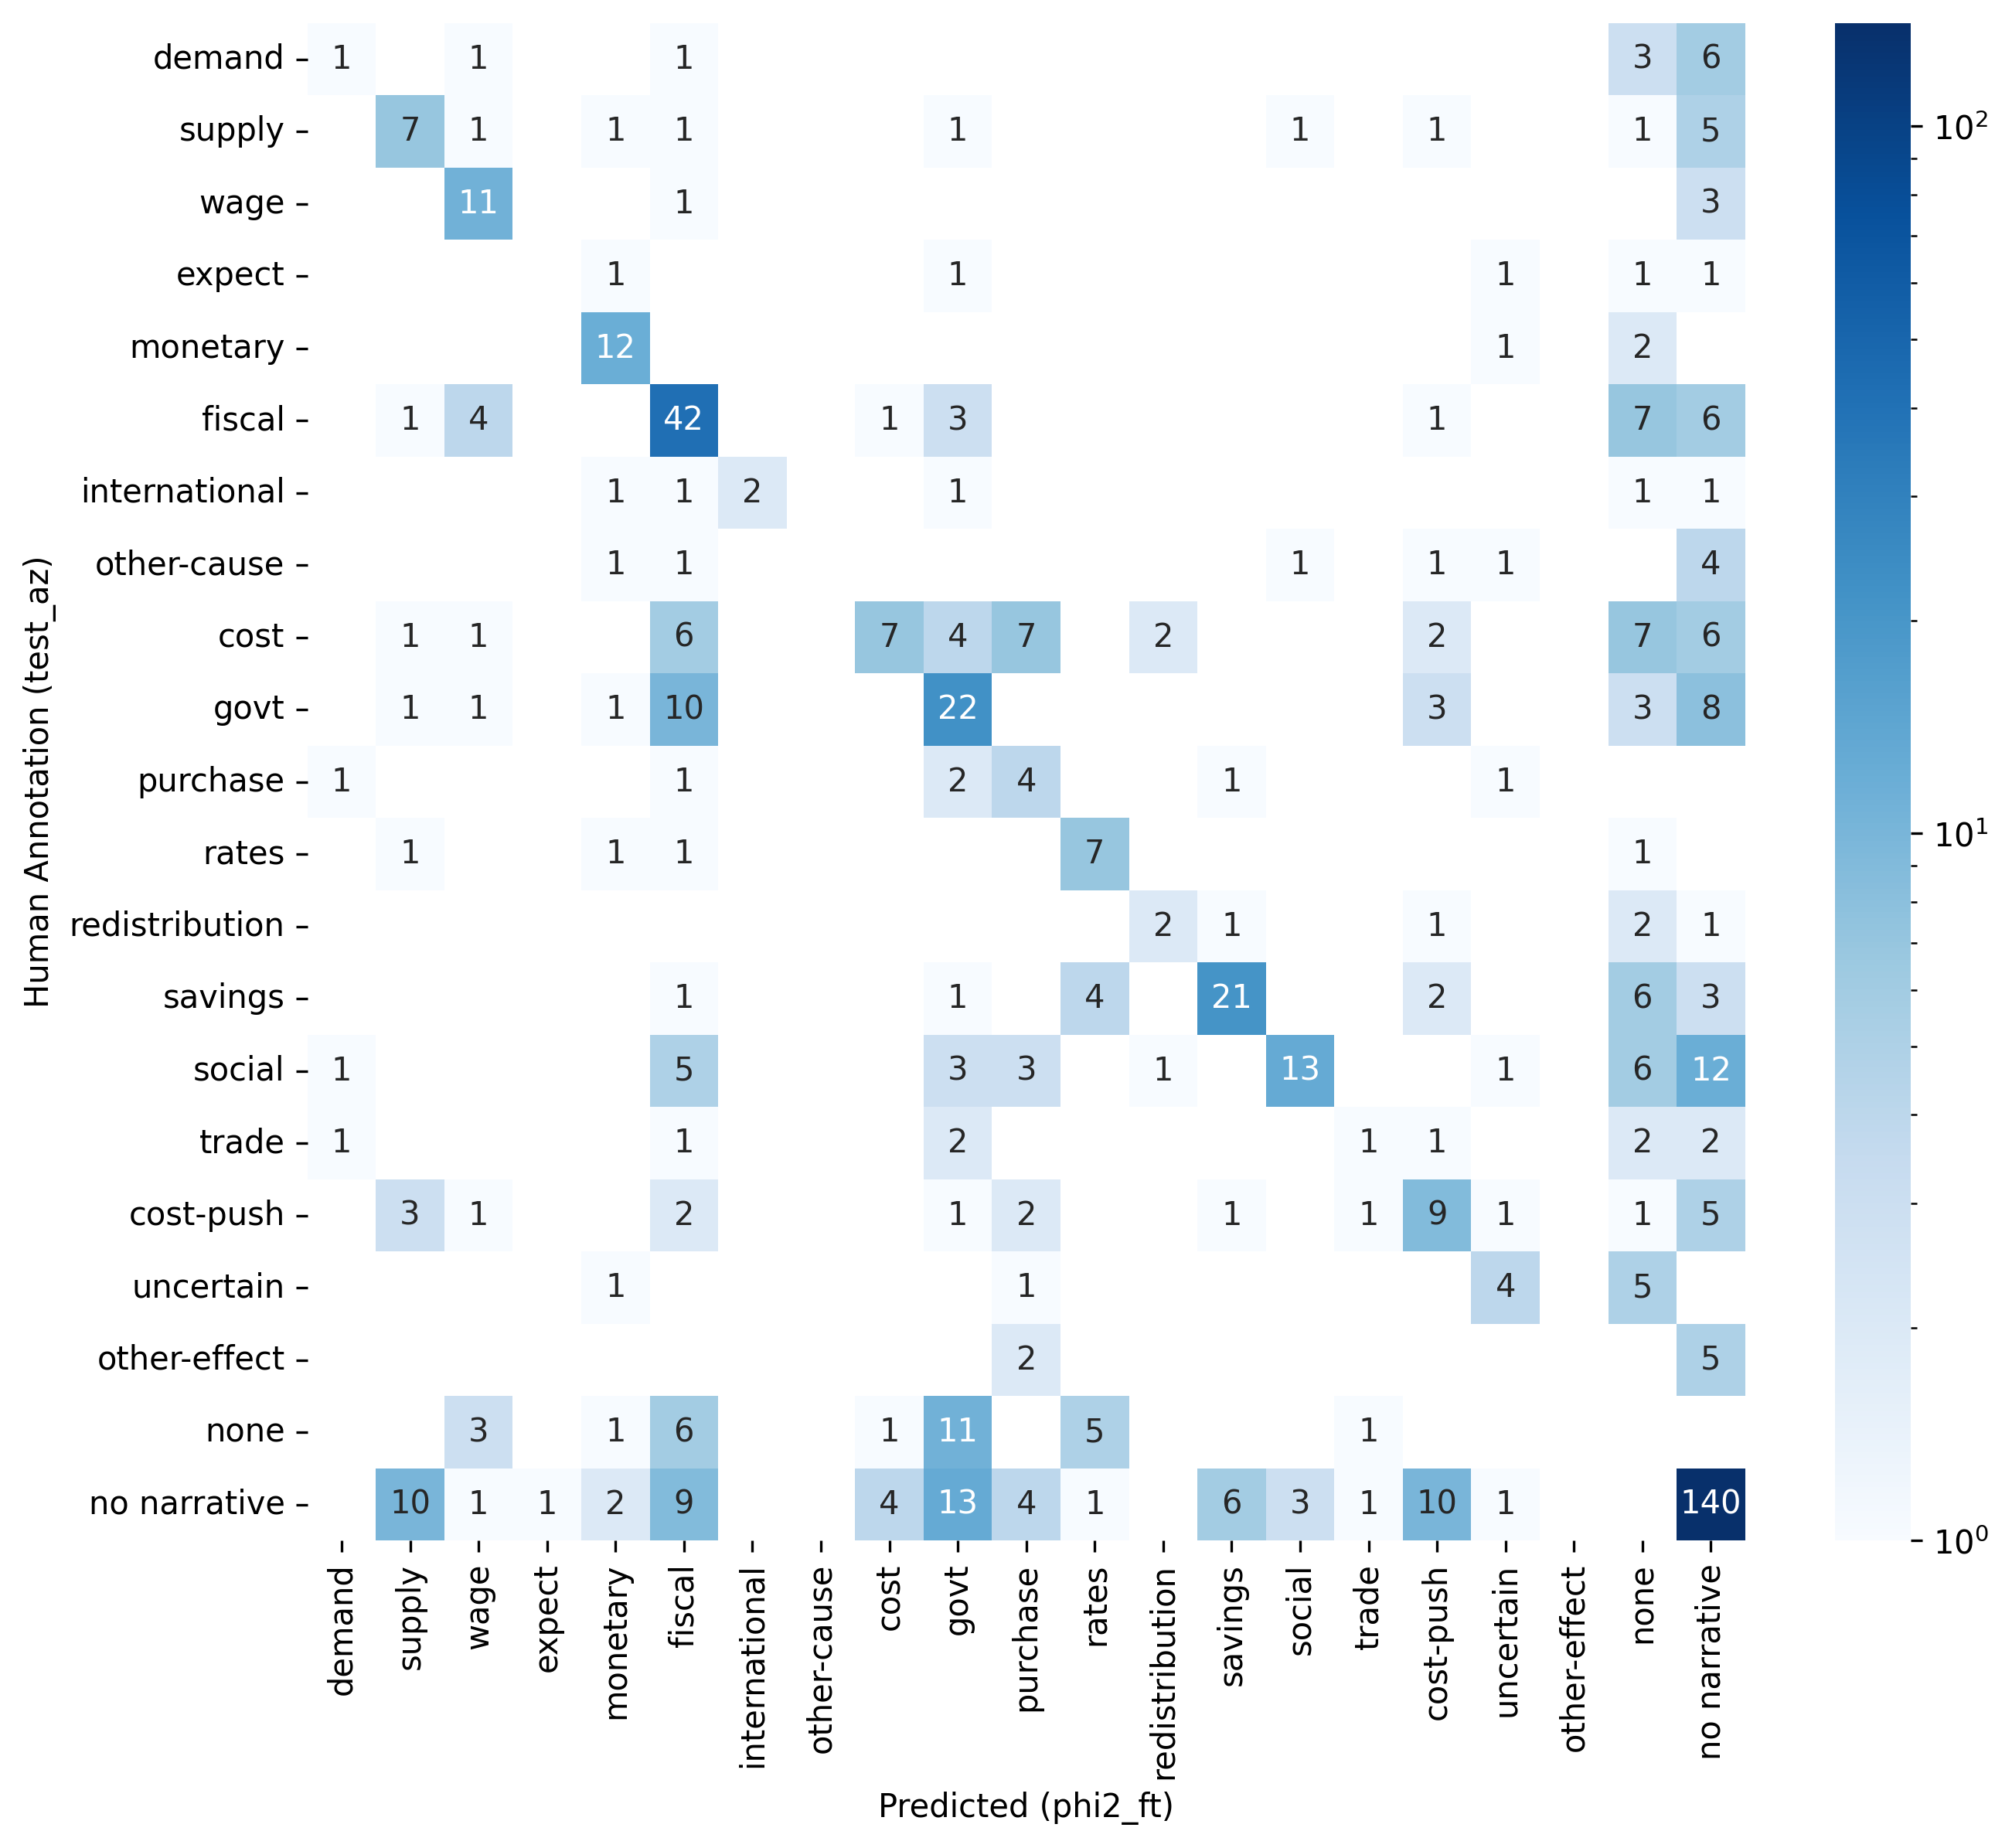 demand 1 1 1 3 6
supply 7 1 1 1 1 1 1 1 5
wage 11 1 3
expect 1 1 1 1 1
monetary 12 1 2
fiscal 1 4 42 1 3 1 7 6
international 1 1 2 1 1 1
other-cause 1 1 1 1 1 4
cost 1 1 6 7 4 7 2 2 7 6
govt 1 1 1 10 22 3 3 8
purchase 1 1 2 4 1 1
rates 1 1 1 7 1
redistribution 2 1 1 2 1
savings 1 1 4 21 2 6 3
social 1 5 3 3 1 13 1 6 12
trade 1 1 2 1 1 2 2
cost-push 3 1 2 1 2 1 1 9 1 1 5
uncertain 1 1 4 5
other-effect 2 5
none 3 1 6 1 11 5 1
no narrative 10 1 1 2 9 4 13 4 1 6 3 1 10 1 140
Human Annotation (test_az)
demand
supply
wage
expect
monetary
fiscal
international
other-cause
cost
govt
purchase
rates
redistribution
savings
social
trade
cost-push
uncertain
other-effect
none
no narrative
Predicted (phi2_ft)
10²
10¹
10⁰